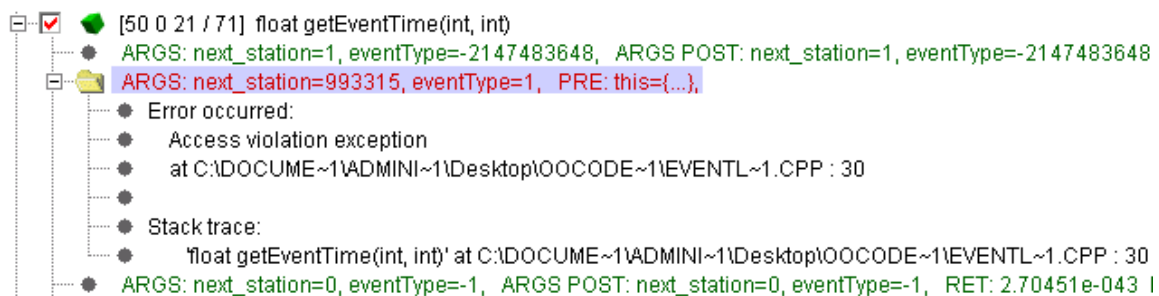 [50 0 21 / 71] float getEventTime(int, int)
ARGS: next_station=1, eventType=-2147483648, ARGS POST: next_station=1, eventType=-2147483648
ARGS: next_station=993315, eventType=1, PRE: this={...},
Error occurred:
Access violation exception
at C:\DOCUME~1\ADMINI~1\Desktop\OOCODE~1\EVENTL~1.CPP : 30
Stack trace:
'float getEventTime(int, int)' at C:\DOCUME~1\ADMINI~1\Desktop\OOCODE~1\EVENTL~1.CPP : 30
ARGS: next_station=0, eventType=-1, ARGS POST: next_station=0, eventType=-1, RET: 2.70451e-043